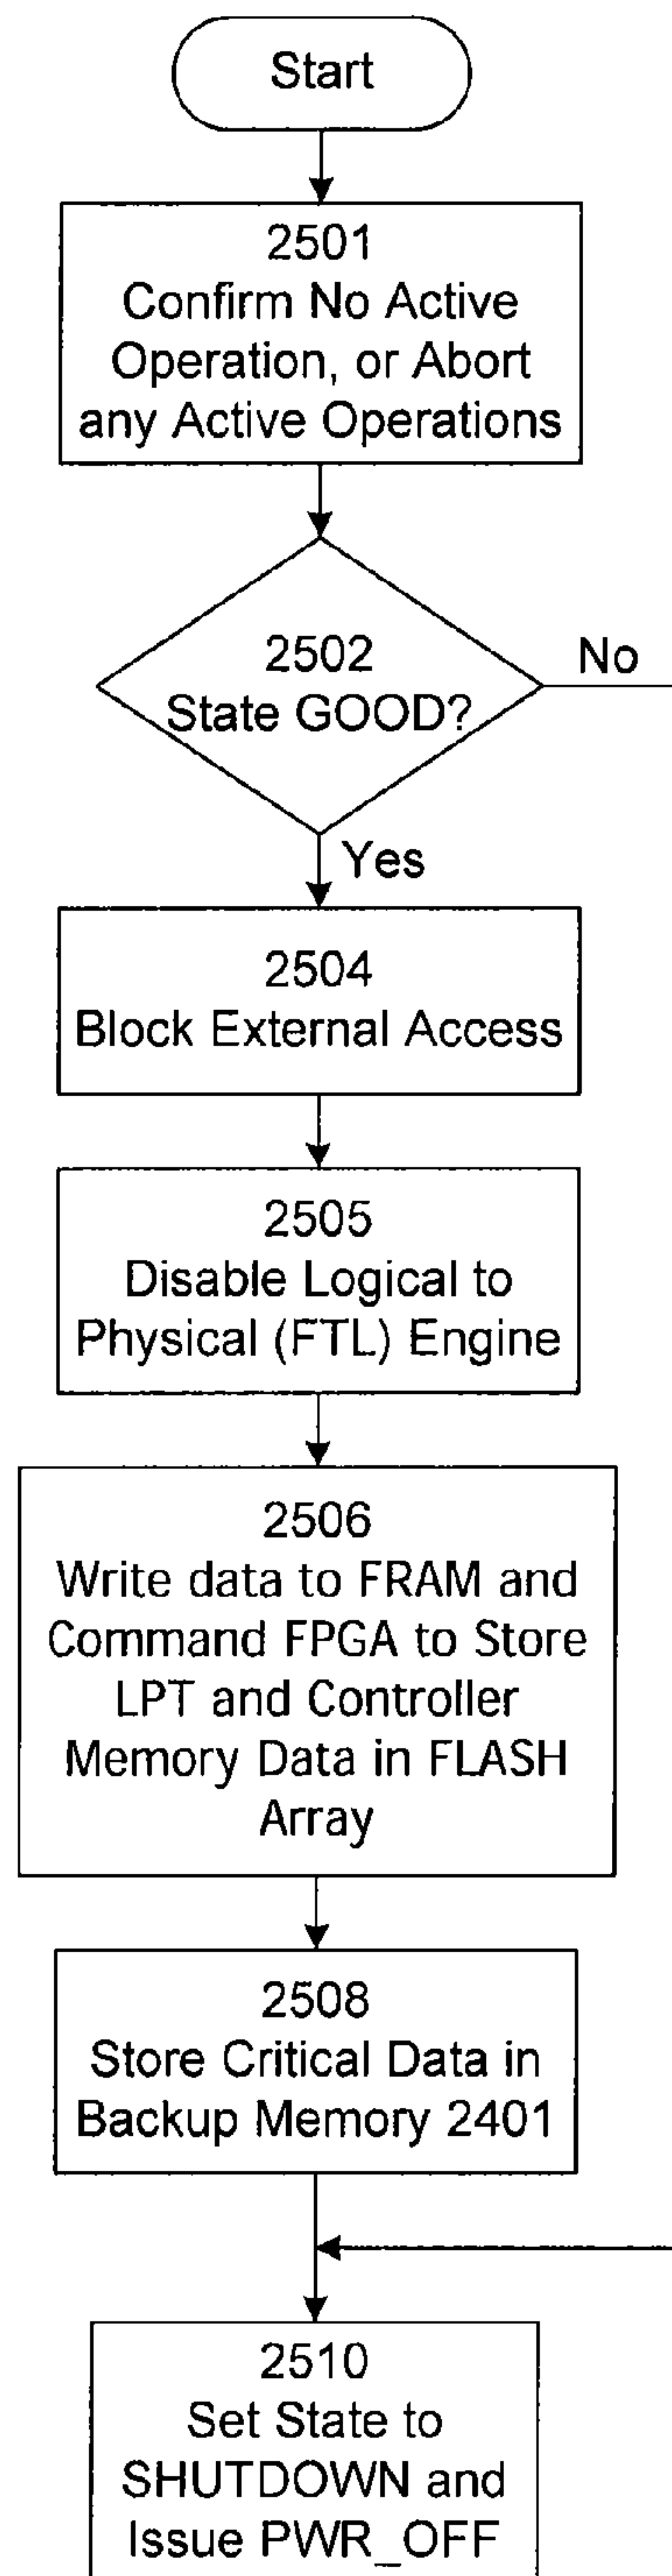 Start
2501
Confirm No Active
Operation, or Abort
any Active Operations
2502
State GOOD?
No
Yes
2504
Block External Access
2505
Disable Logical to
Physical (FTL) Engine
2506
Write data to FRAM and
Command FPGA to Store
LPT and Controller
Memory Data in FLASH
Array
2508
Store Critical Data in
Backup Memory 2401
2510
Set State to
SHUTDOWN and
Issue PWR_OFF